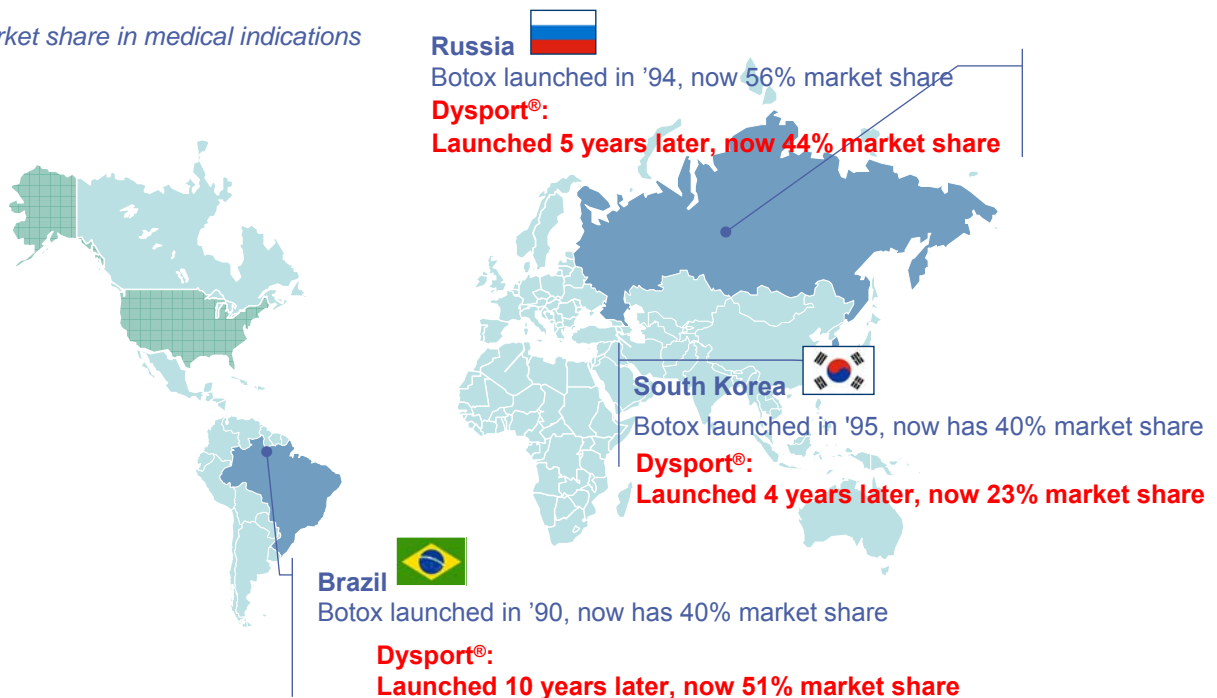 market share in medical indications
Russia
Botox launched in ’94, now 56% market share
Dysport®:
Launched 5 years later, now 44% market share
South Korea
Botox launched in '95, now has 40% market share
Dysport®:
Launched 4 years later, now 23% market share
Brazil
Botox launched in ’90, now has 40% market share
Dysport®:
Launched 10 years later, now 51% market share